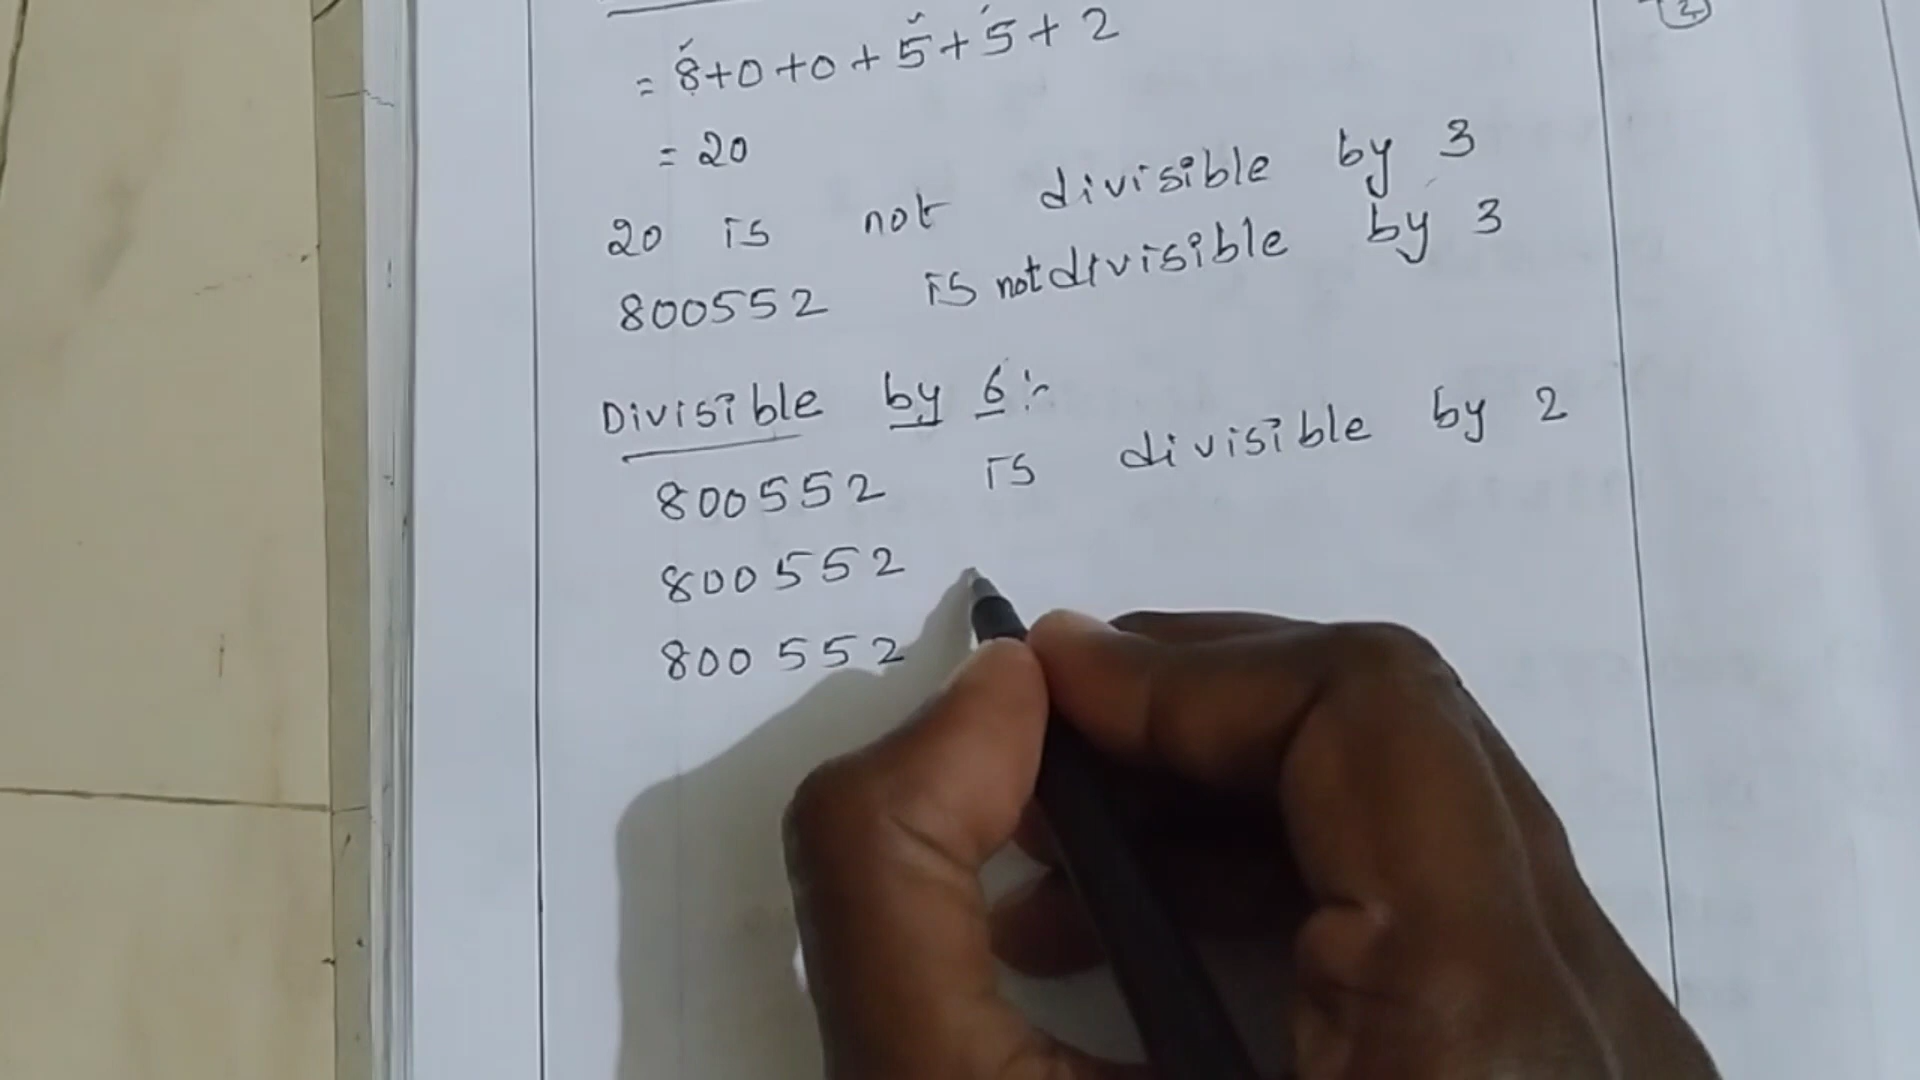 = 8+0+0+5+5+2
= 20
20 is not divisible by 3
800552 is not divisible by 3
Divisible by 6:-
800552 is divisible by 2
800552
800552
2